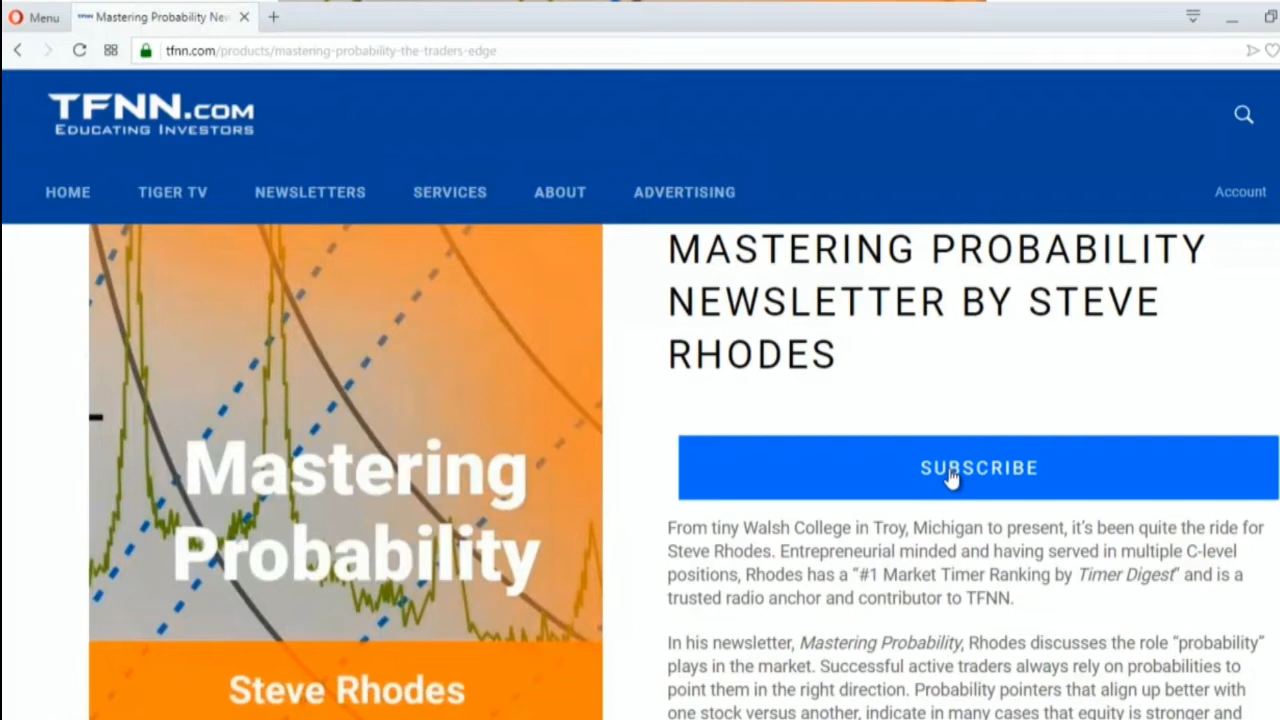 Menu
Mastering Probability New
tfnn.com/products/mastering-probability-the-traders-edge
TFNN.COM
EDUCATING INVESTORS
HOME TIGER TV NEWSLETTERS SERVICES ABOUT ADVERTISING Account
MASTERING PROBABILITY
NEWSLETTER BY STEVE
RHODES
Mastering
Probability
Steve Rhodes
SUBSCRIBE
From tiny Walsh College in Troy, Michigan to present, it's been quite the ride for
Steve Rhodes. Entrepreneurial minded and having served in multiple C-level
positions, Rhodes has a “#1 Market Timer Ranking by Timer Digest” and is a
trusted radio anchor and contributor to TFNN.
In his newsletter, Mastering Probability, Rhodes discusses the role “probability”
plays in the market. Successful active traders always rely on probabilities to
point them in the right direction. Probability pointers that align up better with
one stock versus another, indicate in many cases that equity is stronger and